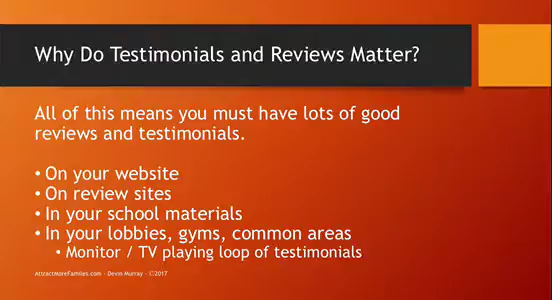 Why Do Testimonials and Reviews Matter?
All of this means you must have lots of good
reviews and testimonials.
• On your website
• On review sites
• In your school materials
• In your lobbies, gyms, common areas
• Monitor / TV playing loop of testimonials
AttractMoreFamilies.com - Devin Murray - ©2017